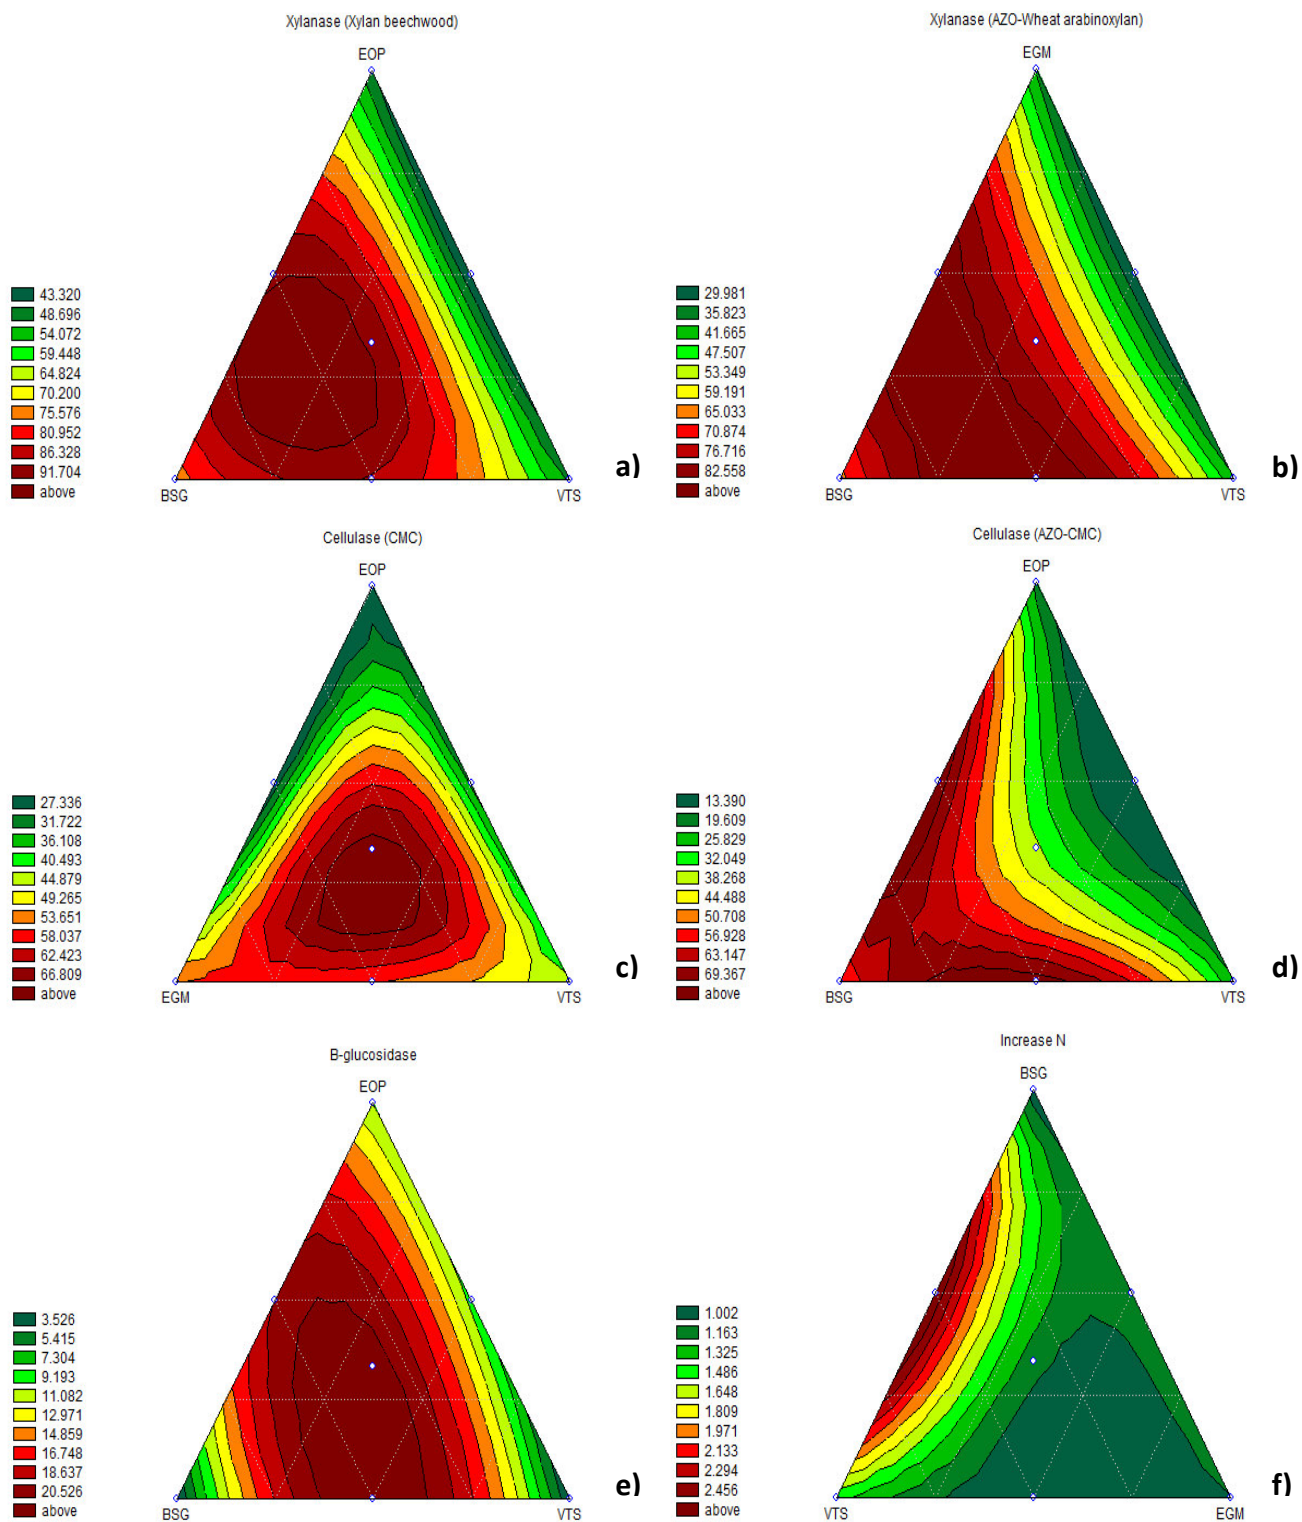 Xylanase (Xylan beechwood)
EOP
43.320
48.696
54.072
59.448
64.824
70.200
75.576
80.952
86.328
91.704
above
BSG
VTS
a)
Xylanase (AZO-Wheat arabinoxylan)
EGM
29.981
35.823
41.665
47.507
53.349
59.191
65.033
70.874
76.716
82.558
above
BSG
VTS
b)
Cellulase (CMC)
EOP
27.336
31.722
36.108
40.493
44.879
49.265
53.651
58.037
62.423
66.809
above
EGM
VTS
c)
Cellulase (AZO-CMC)
EOP
13.390
19.609
25.829
32.049
38.268
44.488
50.708
56.928
63.147
69.367
above
BSG
VTS
d)
B-glucosidase
EOP
3.526
5.415
7.304
9.193
11.082
12.971
14.859
16.748
18.637
20.526
above
BSG
VTS
e)
Increase N
BSG
1.002
1.163
1.325
1.486
1.648
1.809
1.971
2.133
2.294
2.456
above
VTS
EGM
f)